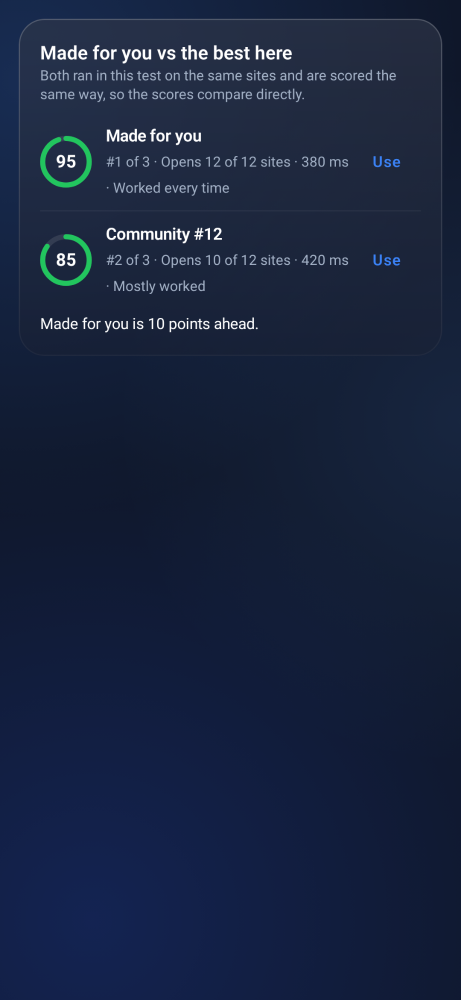 Made for you vs the best here
Both ran in this test on the same sites and are scored the
same way, so the scores compare directly.
95
Made for you
#1 of 3 · Opens 12 of 12 sites · 380 ms
· Worked every time
Use
85
Community #12
#2 of 3 · Opens 10 of 12 sites · 420 ms
· Mostly worked
Use
Made for you is 10 points ahead.